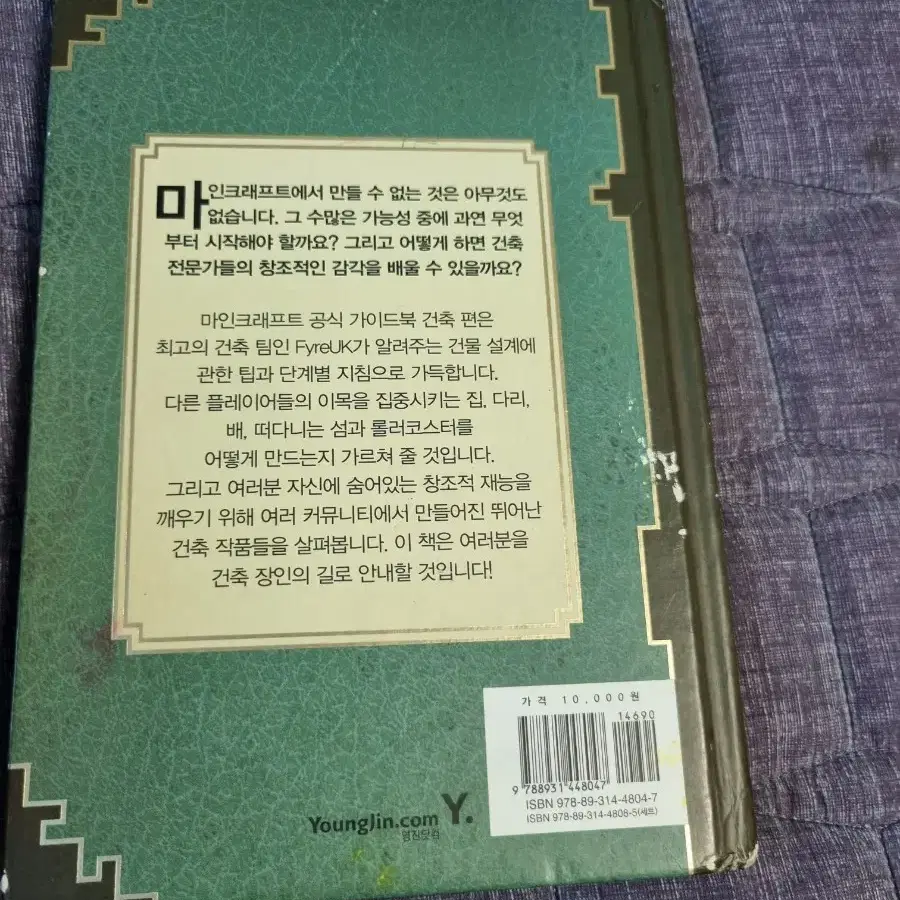 마인크래프트에서 만들 수 없는 것은 아무것도
없습니다. 그 수많은 가능성 중에 과연 무엇
부터 시작해야 할까요? 그리고 어떻게 하면 건축
전문가들의 창조적인 감각을 배울 수 있을까요?
마인크래프트 공식 가이드북 건축 편은
최고의 건축 팀인 FyreUK가 알려주는 건물 설계에
관한 팁과 단계별 지침으로 가득합니다.
다른 플레이어들의 이목을 집중시키는 집, 다리,
배, 떠다니는 섬과 롤러코스터를
어떻게 만드는지 가르쳐 줄 것입니다.
그리고 여러분 자신에 숨어있는 창조적 재능을
깨우기 위해 여러 커뮤니티에서 만들어진 뛰어난
건축 작품들을 살펴봅니다. 이 책은 여러분을
건축 장인의 길로 안내할 것입니다!
가격 10,000원
14690
9 788931 448047
ISBN 978-89-314-4804-7
ISBN 978-89-314-4808-5(세트)
YoungJin.com Y.
영진닷컴